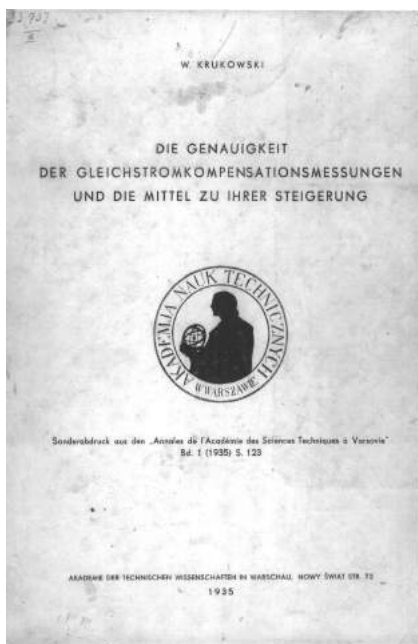 W. KRUKOWSKI
DIE GENAUIGKEIT
DER GLEICHSTROMKOMPENSATIONSMESSUNGEN
UND DIE MITTEL ZU IHRER STEIGERUNG
AKADEMJA NAUK TECHNICZNYCH
W WARSZAWIE
Sonderabdruck aus den „Annales de l'Académie des Sciences Techniques à Varsovie"
Bd. 1 (1935) S. 123
AKADEMIE DER TECHNISCHEN WISSENSCHAFTEN IN WARSCHAU, NOWY ŚWIAT STR. 72
1935